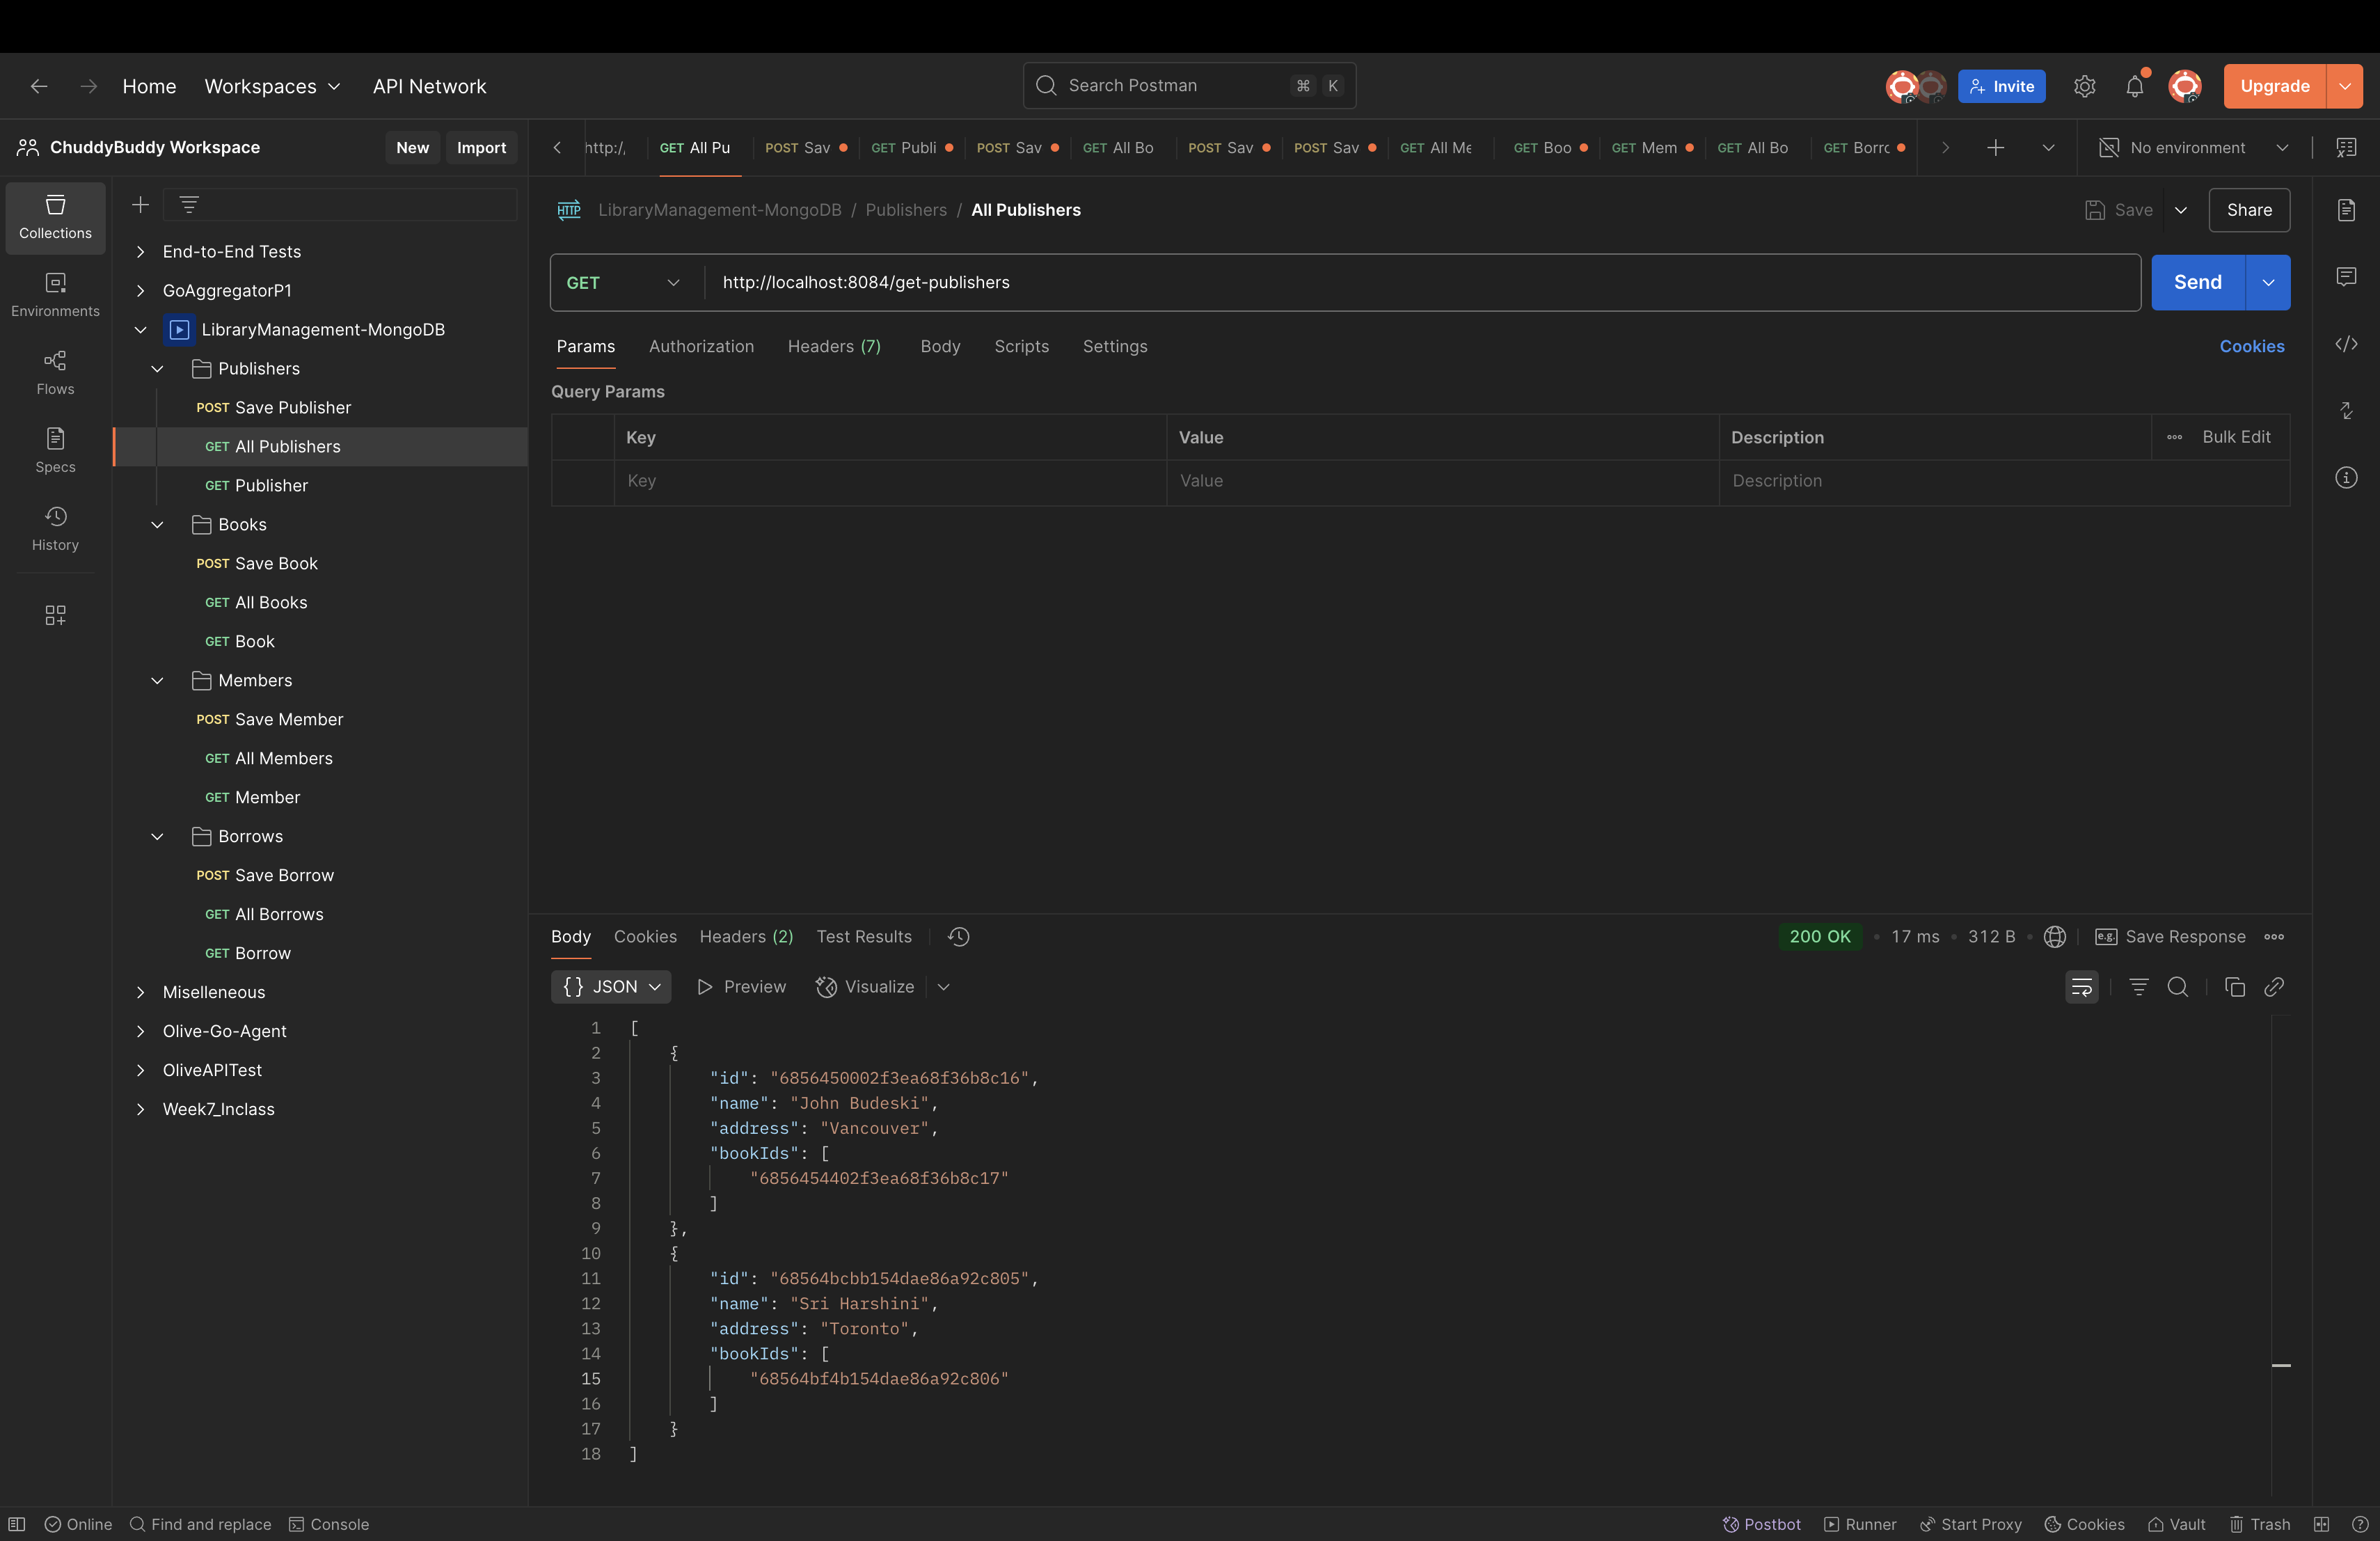 Home Workspaces API Network Search Postman ⌘ K Invite Upgrade
ChuddyBuddy Workspace New Import http:/, GET All Pu POST Sav GET Publi POST Sav GET All Bo POST Sav POST Sav GET All Me GET Boo GET Mem GET All Bo GET Borrc No environment
Collections
Environments
Flows
Specs
History
End-to-End Tests
GoAggregatorP1
LibraryManagement-MongoDB
Publishers
POST Save Publisher
GET All Publishers
GET Publisher
Books
POST Save Book
GET All Books
GET Book
Members
POST Save Member
GET All Members
GET Member
Borrows
POST Save Borrow
GET All Borrows
GET Borrow
Miselleneous
Olive-Go-Agent
OliveAPITest
Week7_Inclass
HTTP LibraryManagement-MongoDB / Publishers / All Publishers Save Share
GET http://localhost:8084/get-publishers Send
Params Authorization Headers (7) Body Scripts Settings Cookies
Query Params
Key Value Description Bulk Edit
Key Value Description
Body Cookies Headers (2) Test Results 200 OK • 17 ms • 312 B • e.g. Save Response
{} JSON Preview Visualize
1 [
2 {
3 "id": "6856450002f3ea68f36b8c16",
4 "name": "John Budeski",
5 "address": "Vancouver",
6 "bookIds": [
7 "6856454402f3ea68f36b8c17"
8 ]
9 },
10 {
11 "id": "68564bcbb154dae86a92c805",
12 "name": "Sri Harshini",
13 "address": "Toronto",
14 "bookIds": [
15 "68564bf4b154dae86a92c806"
16 ]
17 }
18 ]
Online Find and replace Console Postbot Runner Start Proxy Cookies Vault Trash